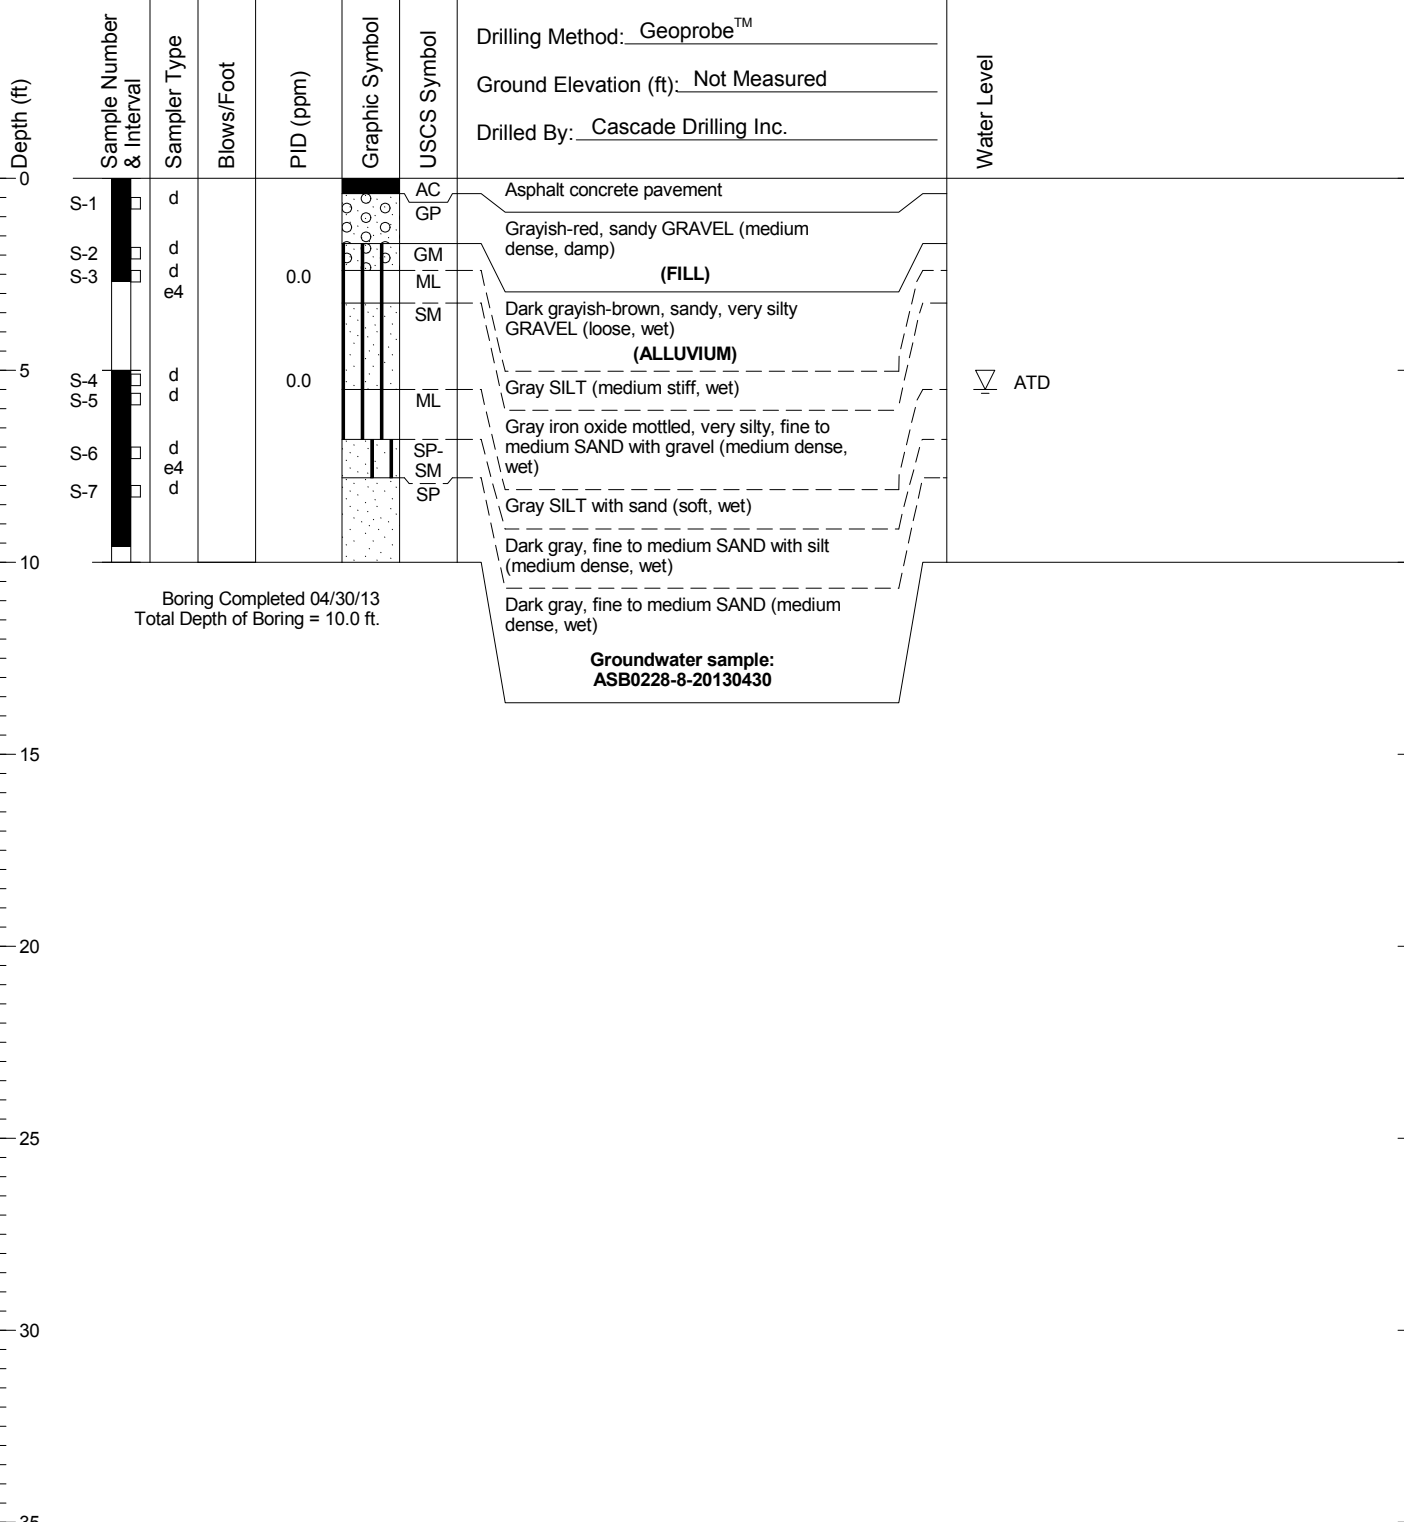 Depth (ft)
Sample Number
& Interval
Sampler Type
Blows/Foot
PID (ppm)
Graphic Symbol
USCS Symbol
Drilling Method: Geoprobe™
Ground Elevation (ft): Not Measured
Drilled By: Cascade Drilling Inc.
Water Level
0
S-1
d
AC
Asphalt concrete pavement
GP
Grayish-red, sandy GRAVEL (medium
dense, damp)
(FILL)
S-2
d
GM
Dark grayish-brown, sandy, very silty
GRAVEL (loose, wet)
(ALLUVIUM)
S-3
d
e4
0.0
ML
Gray SILT (medium stiff, wet)
SM
Gray iron oxide mottled, very silty, fine to
medium SAND with gravel (medium dense,
wet)
5
S-4
d
0.0
ATD
S-5
d
ML
Gray SILT with sand (soft, wet)
S-6
d
e4
SP-
SM
Dark gray, fine to medium SAND with silt
(medium dense, wet)
S-7
d
SP
Dark gray, fine to medium SAND (medium
dense, wet)
10
Boring Completed 04/30/13
Total Depth of Boring = 10.0 ft.
Groundwater sample:
ASB0228-8-20130430
15
20
25
30
35